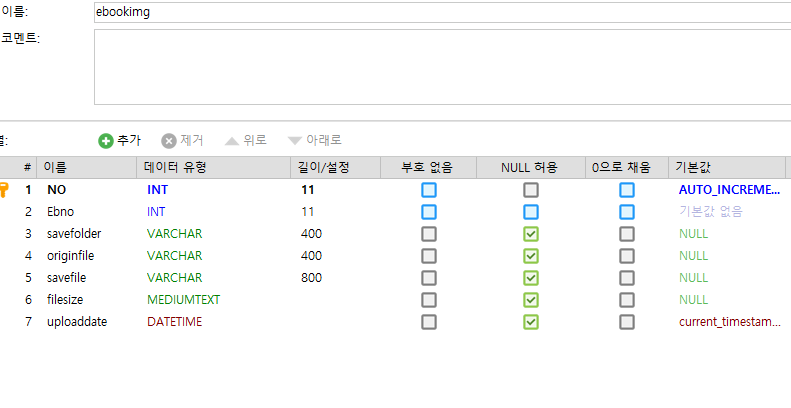 이름:
ebookimg
코멘트:
열:
추가 제거 위로 아래로
# 이름 데이터 유형 길이/설정 부호 없음 NULL 허용 0으로 채움 기본값
1 NO INT 11 AUTO_INCREME...
2 Ebno INT 11 기본값 없음
3 savefolder VARCHAR 400 NULL
4 originfile VARCHAR 400 NULL
5 savefile VARCHAR 800 NULL
6 filesize MEDIUMTEXT NULL
7 uploaddate DATETIME current_timestam...